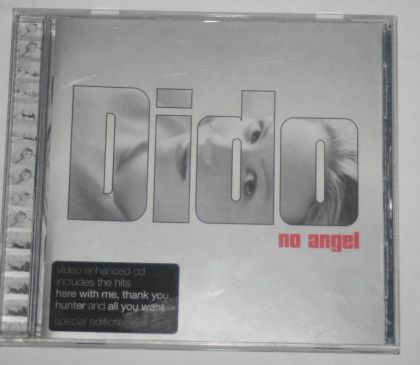 Dido
no angel
video enhanced cd
includes the hits
here with me, thank you,
hunter and all you want
special edition